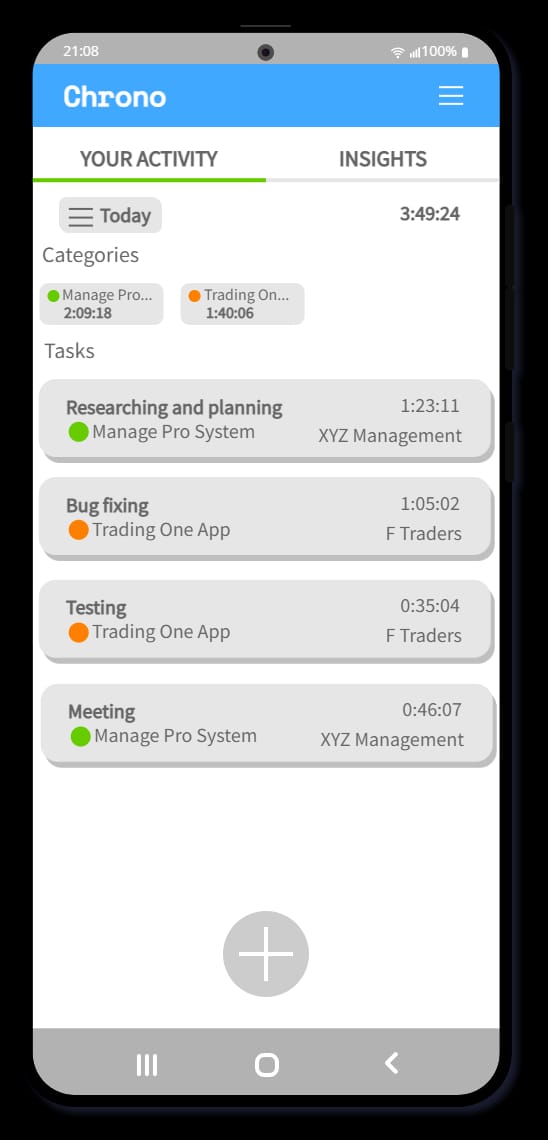 21:08 100%
Chrono
YOUR ACTIVITY INSIGHTS
Today 3:49:24
Categories
Manage Pro... Trading On...
2:09:18 1:40:06
Tasks
Researching and planning 1:23:11
Manage Pro System XYZ Management
Bug fixing 1:05:02
Trading One App F Traders
Testing 0:35:04
Trading One App F Traders
Meeting 0:46:07
Manage Pro System XYZ Management